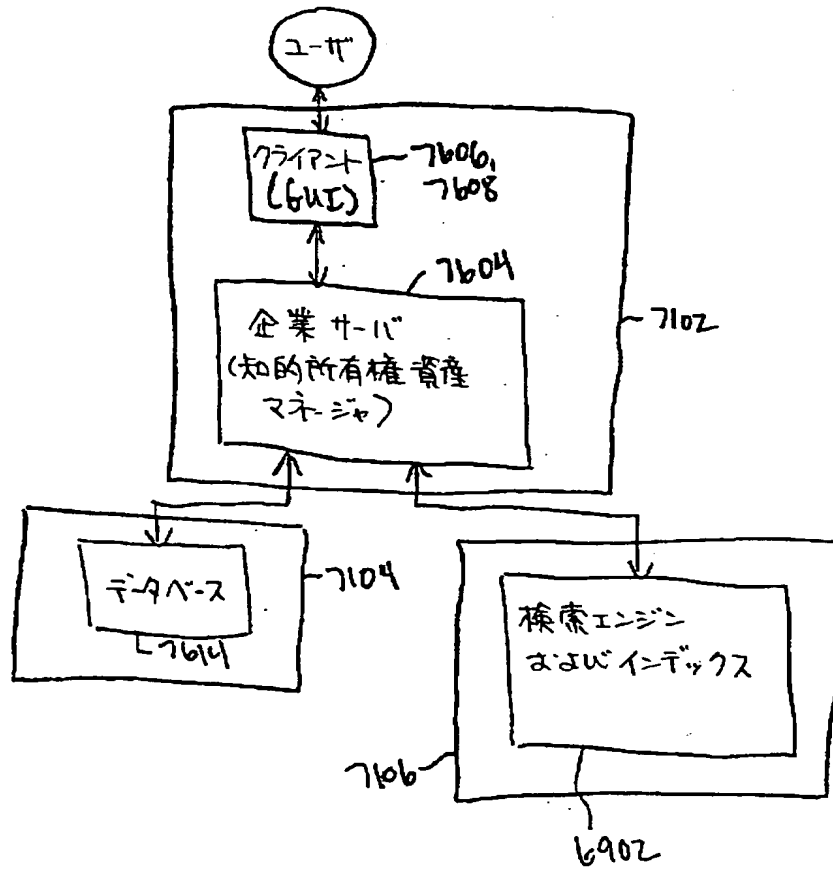 ユーザ
クライアント
(GUI)
7606,
7608
7604
企業サーバ
(知的所有権資産
マネージャ)
7102
データベース
7614
7104
検索エンジン
およびインデックス
7106
6902